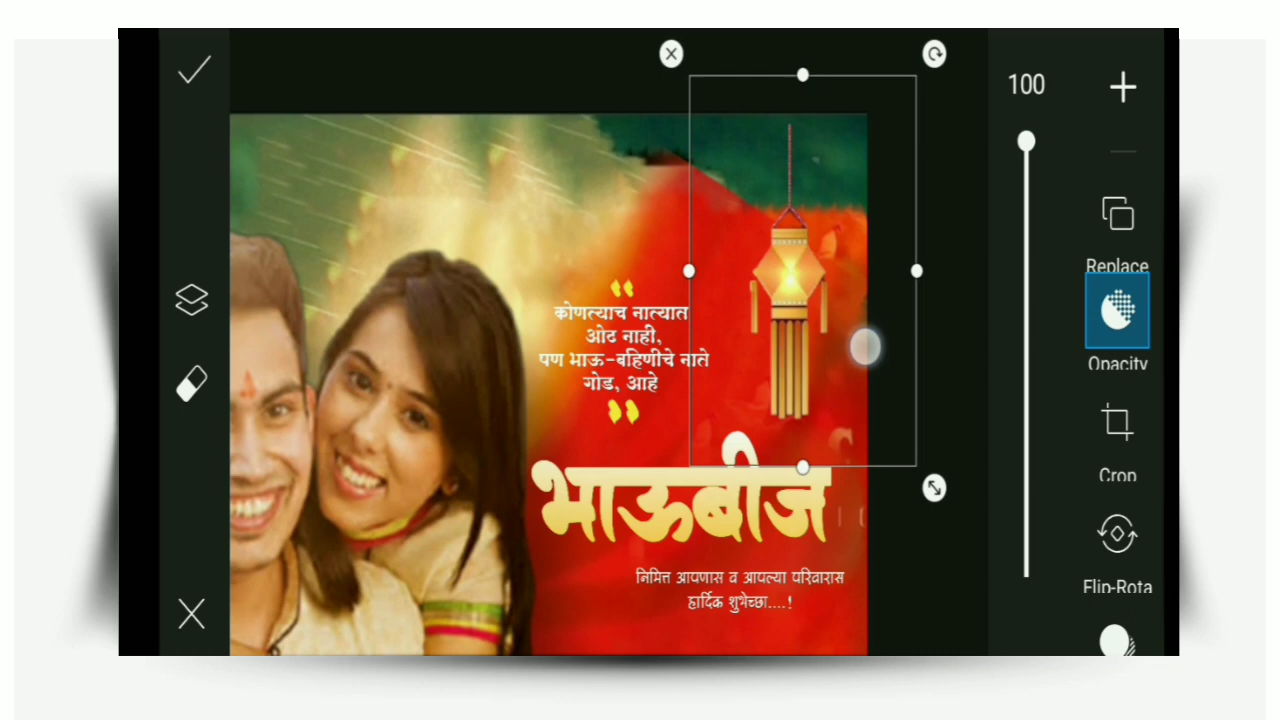 100
Replace
Opacity
Crop
Flip-Rota
कोणत्याच नात्यात
ओढ नाही,
पण भाऊ-बहिणीचे नाते
गोड, आहे
भाऊबीज
निमित्त आपणास व आपल्या परिवारास
हार्दिक शुभेच्छा....!